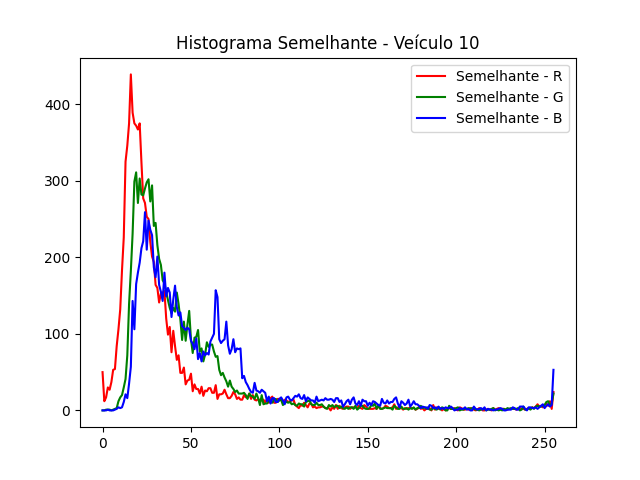 Histograma Semelhante - Veículo 10
Semelhante - R
Semelhante - G
Semelhante - B
400
300
200
100
0
0 50 100 150 200 250